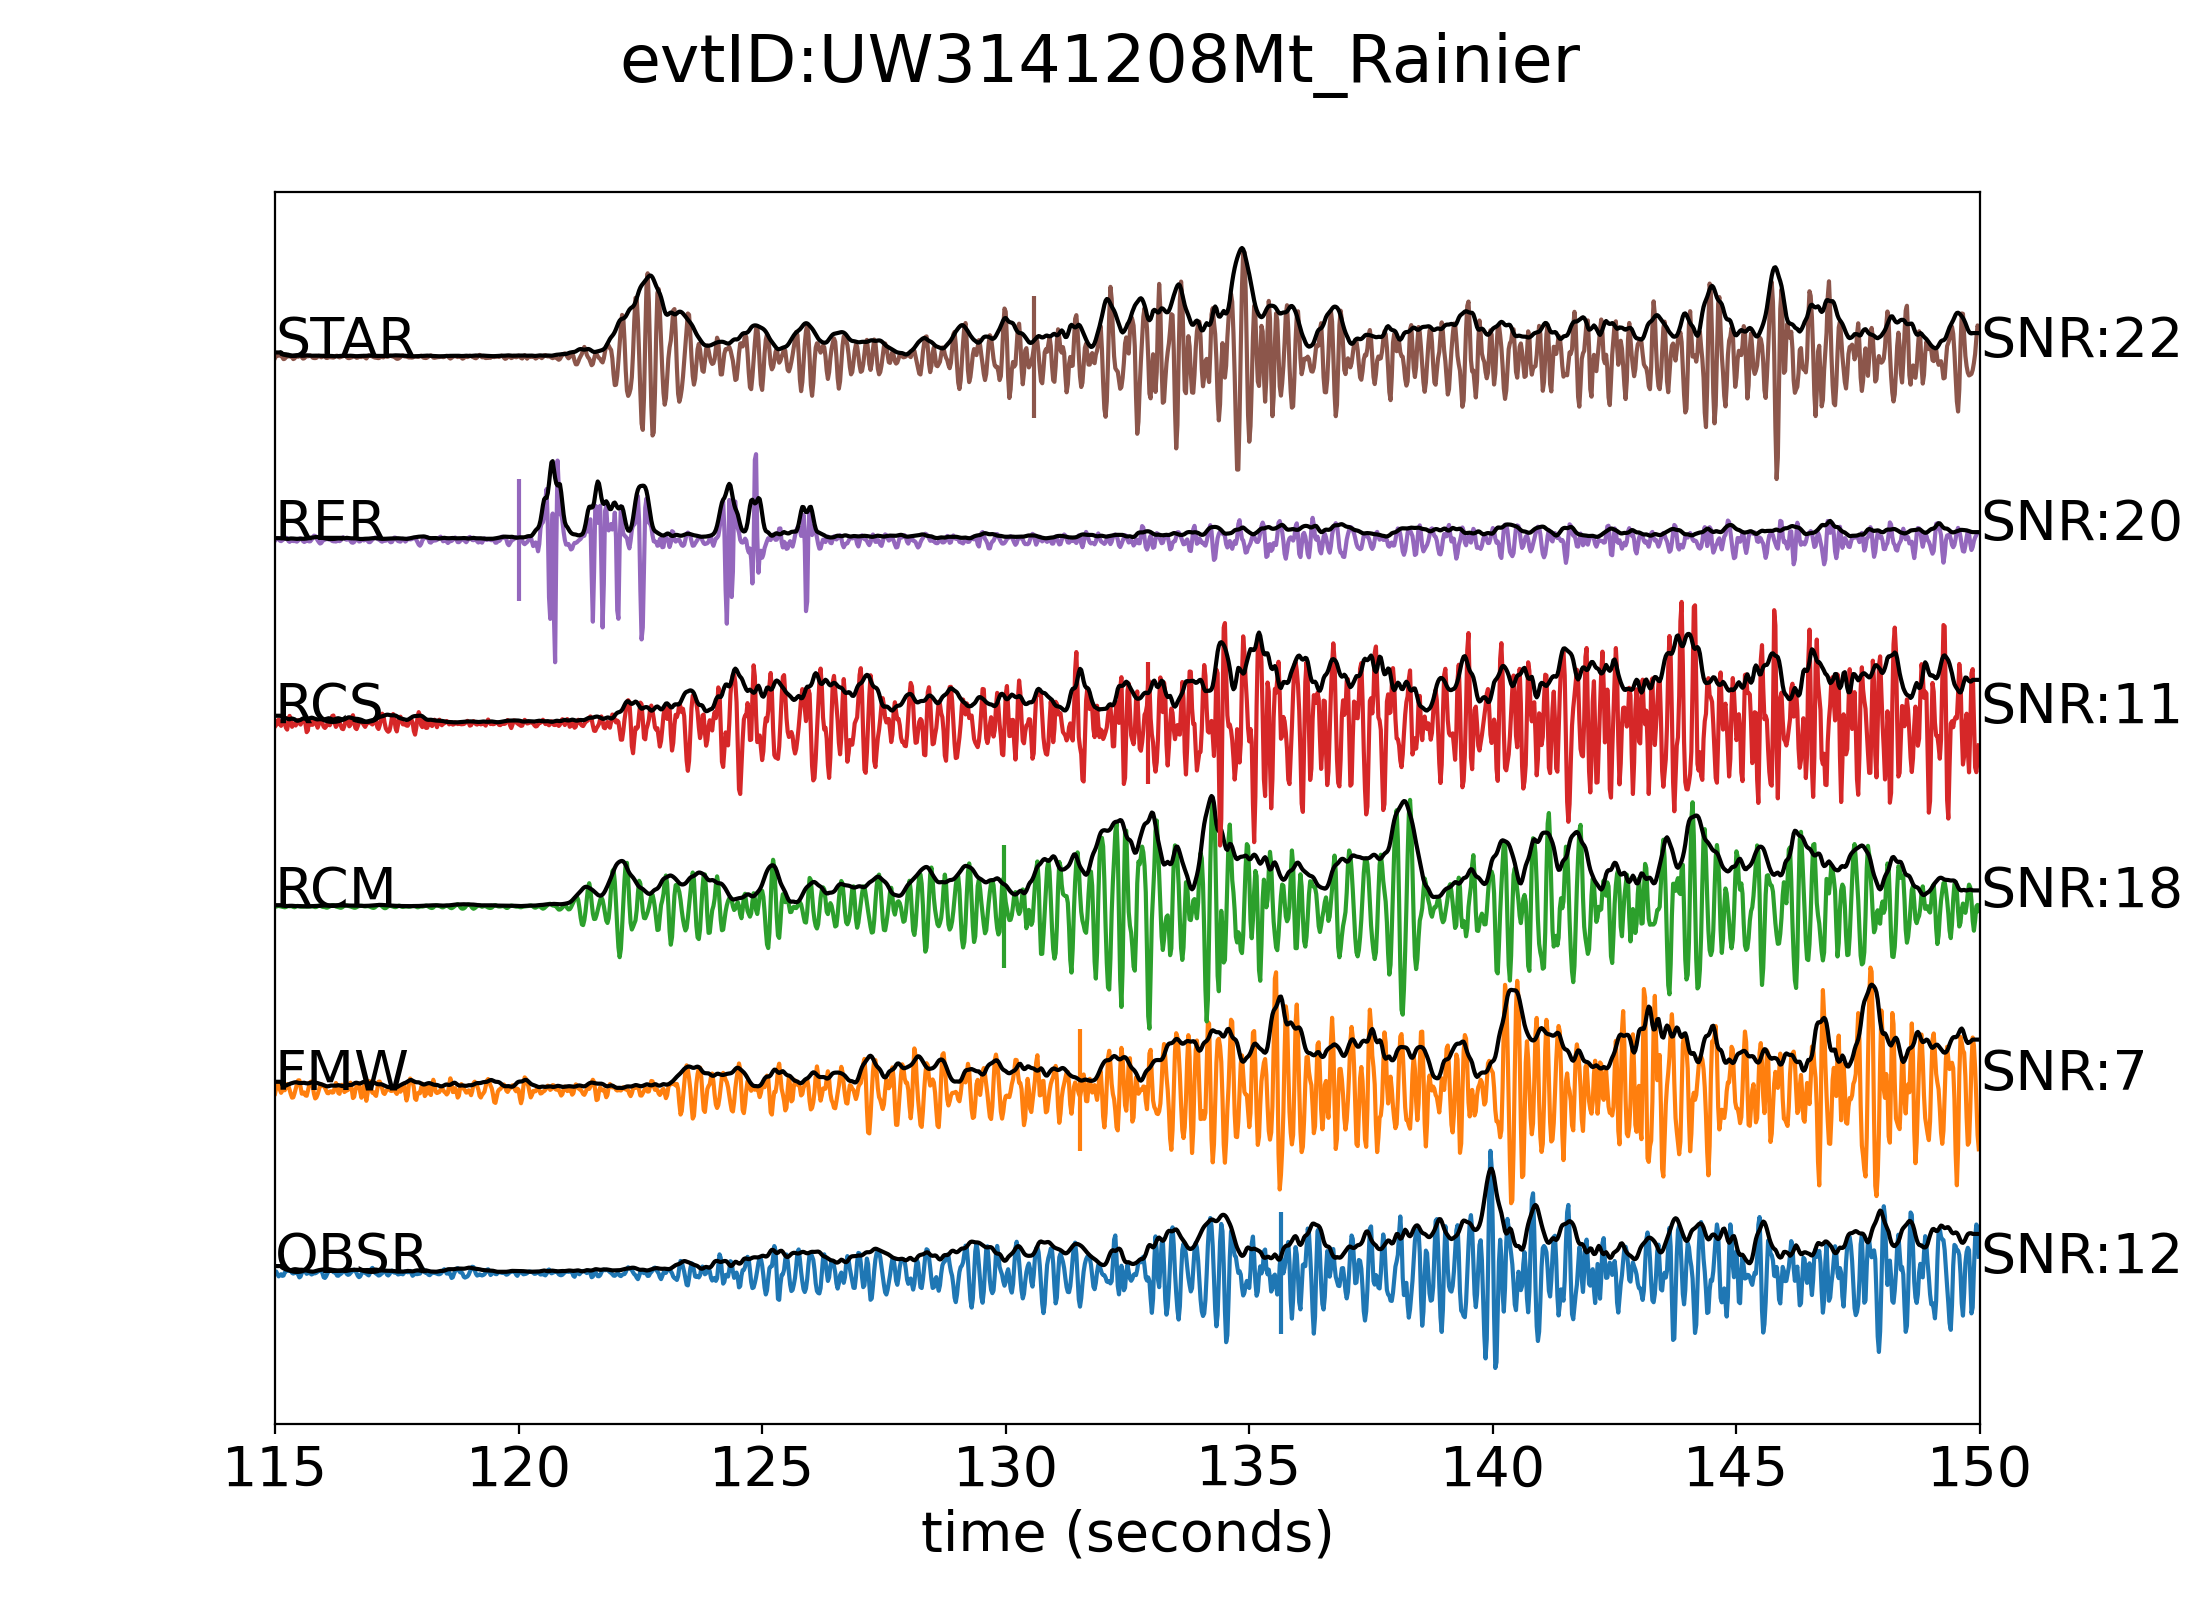 evtID:UW3141208Mt_Rainier
STAR SNR:22
RER SNR:20
RCS SNR:11
RCM SNR:18
FMW SNR:7
OBSR SNR:12
115 120 125 130 135 140 145 150
time (seconds)